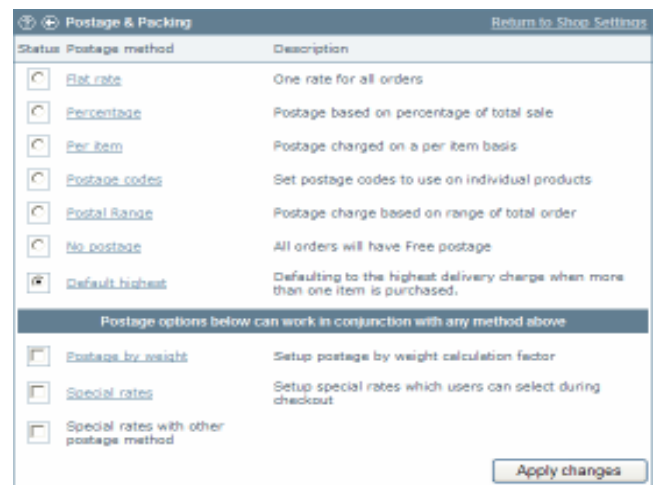 Postage & Packing Return to Shop Settings
Status Postage method Description
Flat rate One rate for all orders
Percentage Postage based on percentage of total sale
Per item Postage charged on a per item basis
Postage codes Set postage codes to use on individual products
Postal Range Postage charge based on range of total order
No postage All orders will have Free postage
Default highest Defaulting to the highest delivery charge when more
than one item is purchased.
Postage options below can work in conjunction with any method above
Postage by weight Setup postage by weight calculation factor
Special rates Setup special rates which users can select during
checkout
Special rates with other
postage method
Apply changes